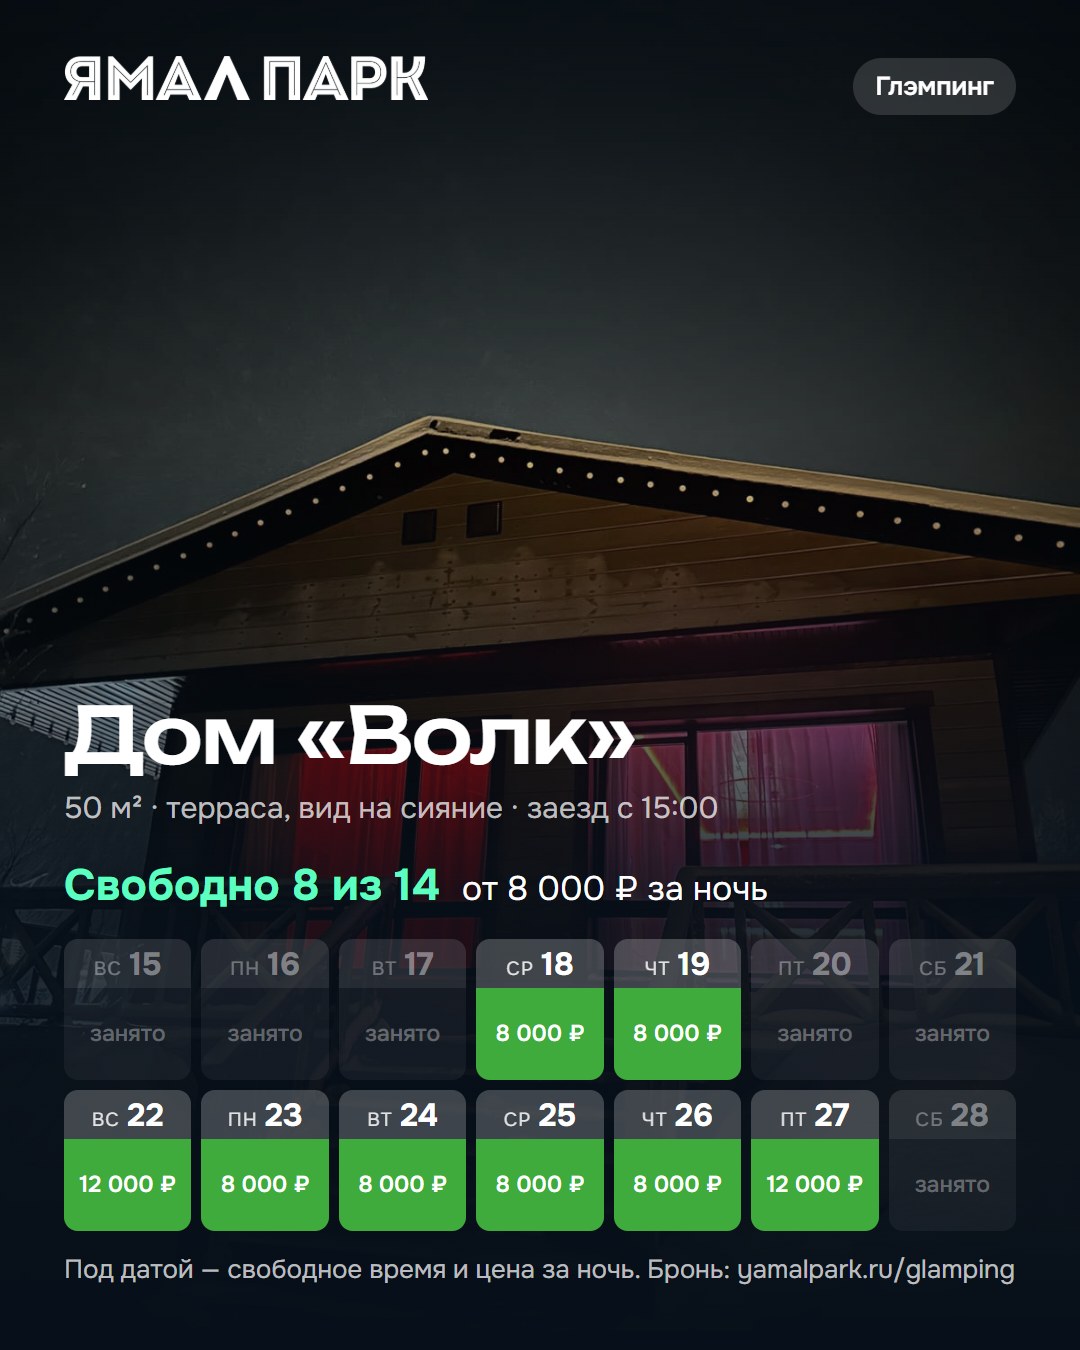 ЯМАЛ ПАРК
Глэмпинг
Дом «Волк»
50 м² · терраса, вид на сияние · заезд с 15:00
Свободно 8 из 14 от 8 000 ₽ за ночь
ВС 15 ПН 16 ВТ 17 СР 18 ЧТ 19 ПТ 20 СБ 21
занято занято занято 8 000 ₽ 8 000 ₽ занято занято
ВС 22 ПН 23 ВТ 24 СР 25 ЧТ 26 ПТ 27 СБ 28
12 000 ₽ 8 000 ₽ 8 000 ₽ 8 000 ₽ 8 000 ₽ 12 000 ₽ занято
Под датой — свободное время и цена за ночь. Бронь: yamalpark.ru/glamping